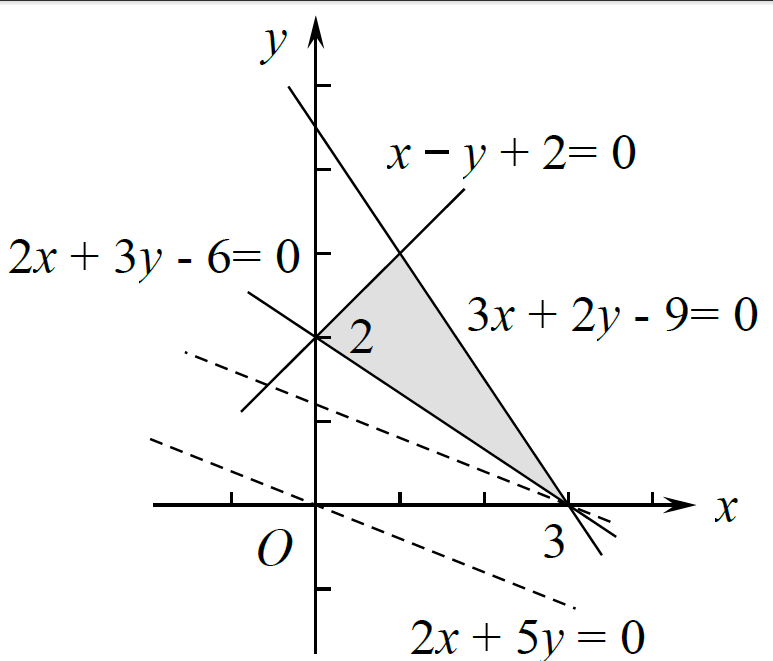 y
x − y + 2= 0
2x + 3y - 6= 0
3x + 2y - 9= 0
2
x
O
3
2x + 5y = 0